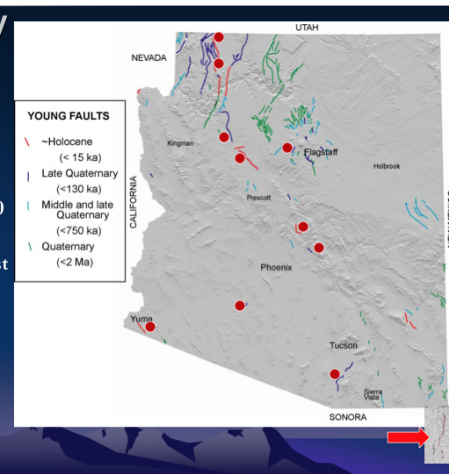 y
UTAH
NEVADA
YOUNG FAULTS
~Holocene
(< 15 ka)
Late Quaternary
(<130 ka)
Middle and late
Quaternary
(<750 ka)
Quaternary
(<2 Ma)
)
st
CALIFORNIA
Kingman
Flagstaff
Holbrook
Prescott
Phoenix
Yuma
Tucson
Sierra
Vista
SONORA